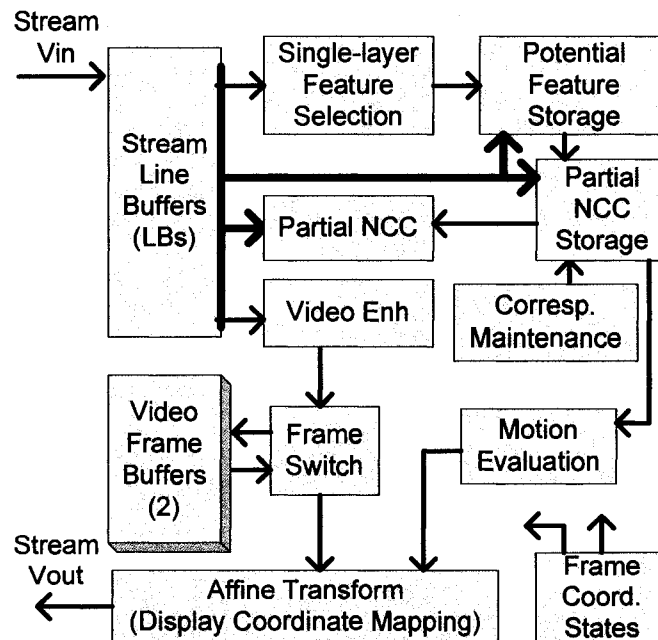 Stream
Vin
Stream
Line
Buffers
(LBs)
Single-layer
Feature
Selection
Potential
Feature
Storage
Partial NCC
Partial
NCC
Storage
Video Enh
Corresp.
Maintenance
Video
Frame
Buffers
(2)
Frame
Switch
Motion
Evaluation
Stream
Vout
Affine Transform
(Display Coordinate Mapping)
Frame
Coord.
States